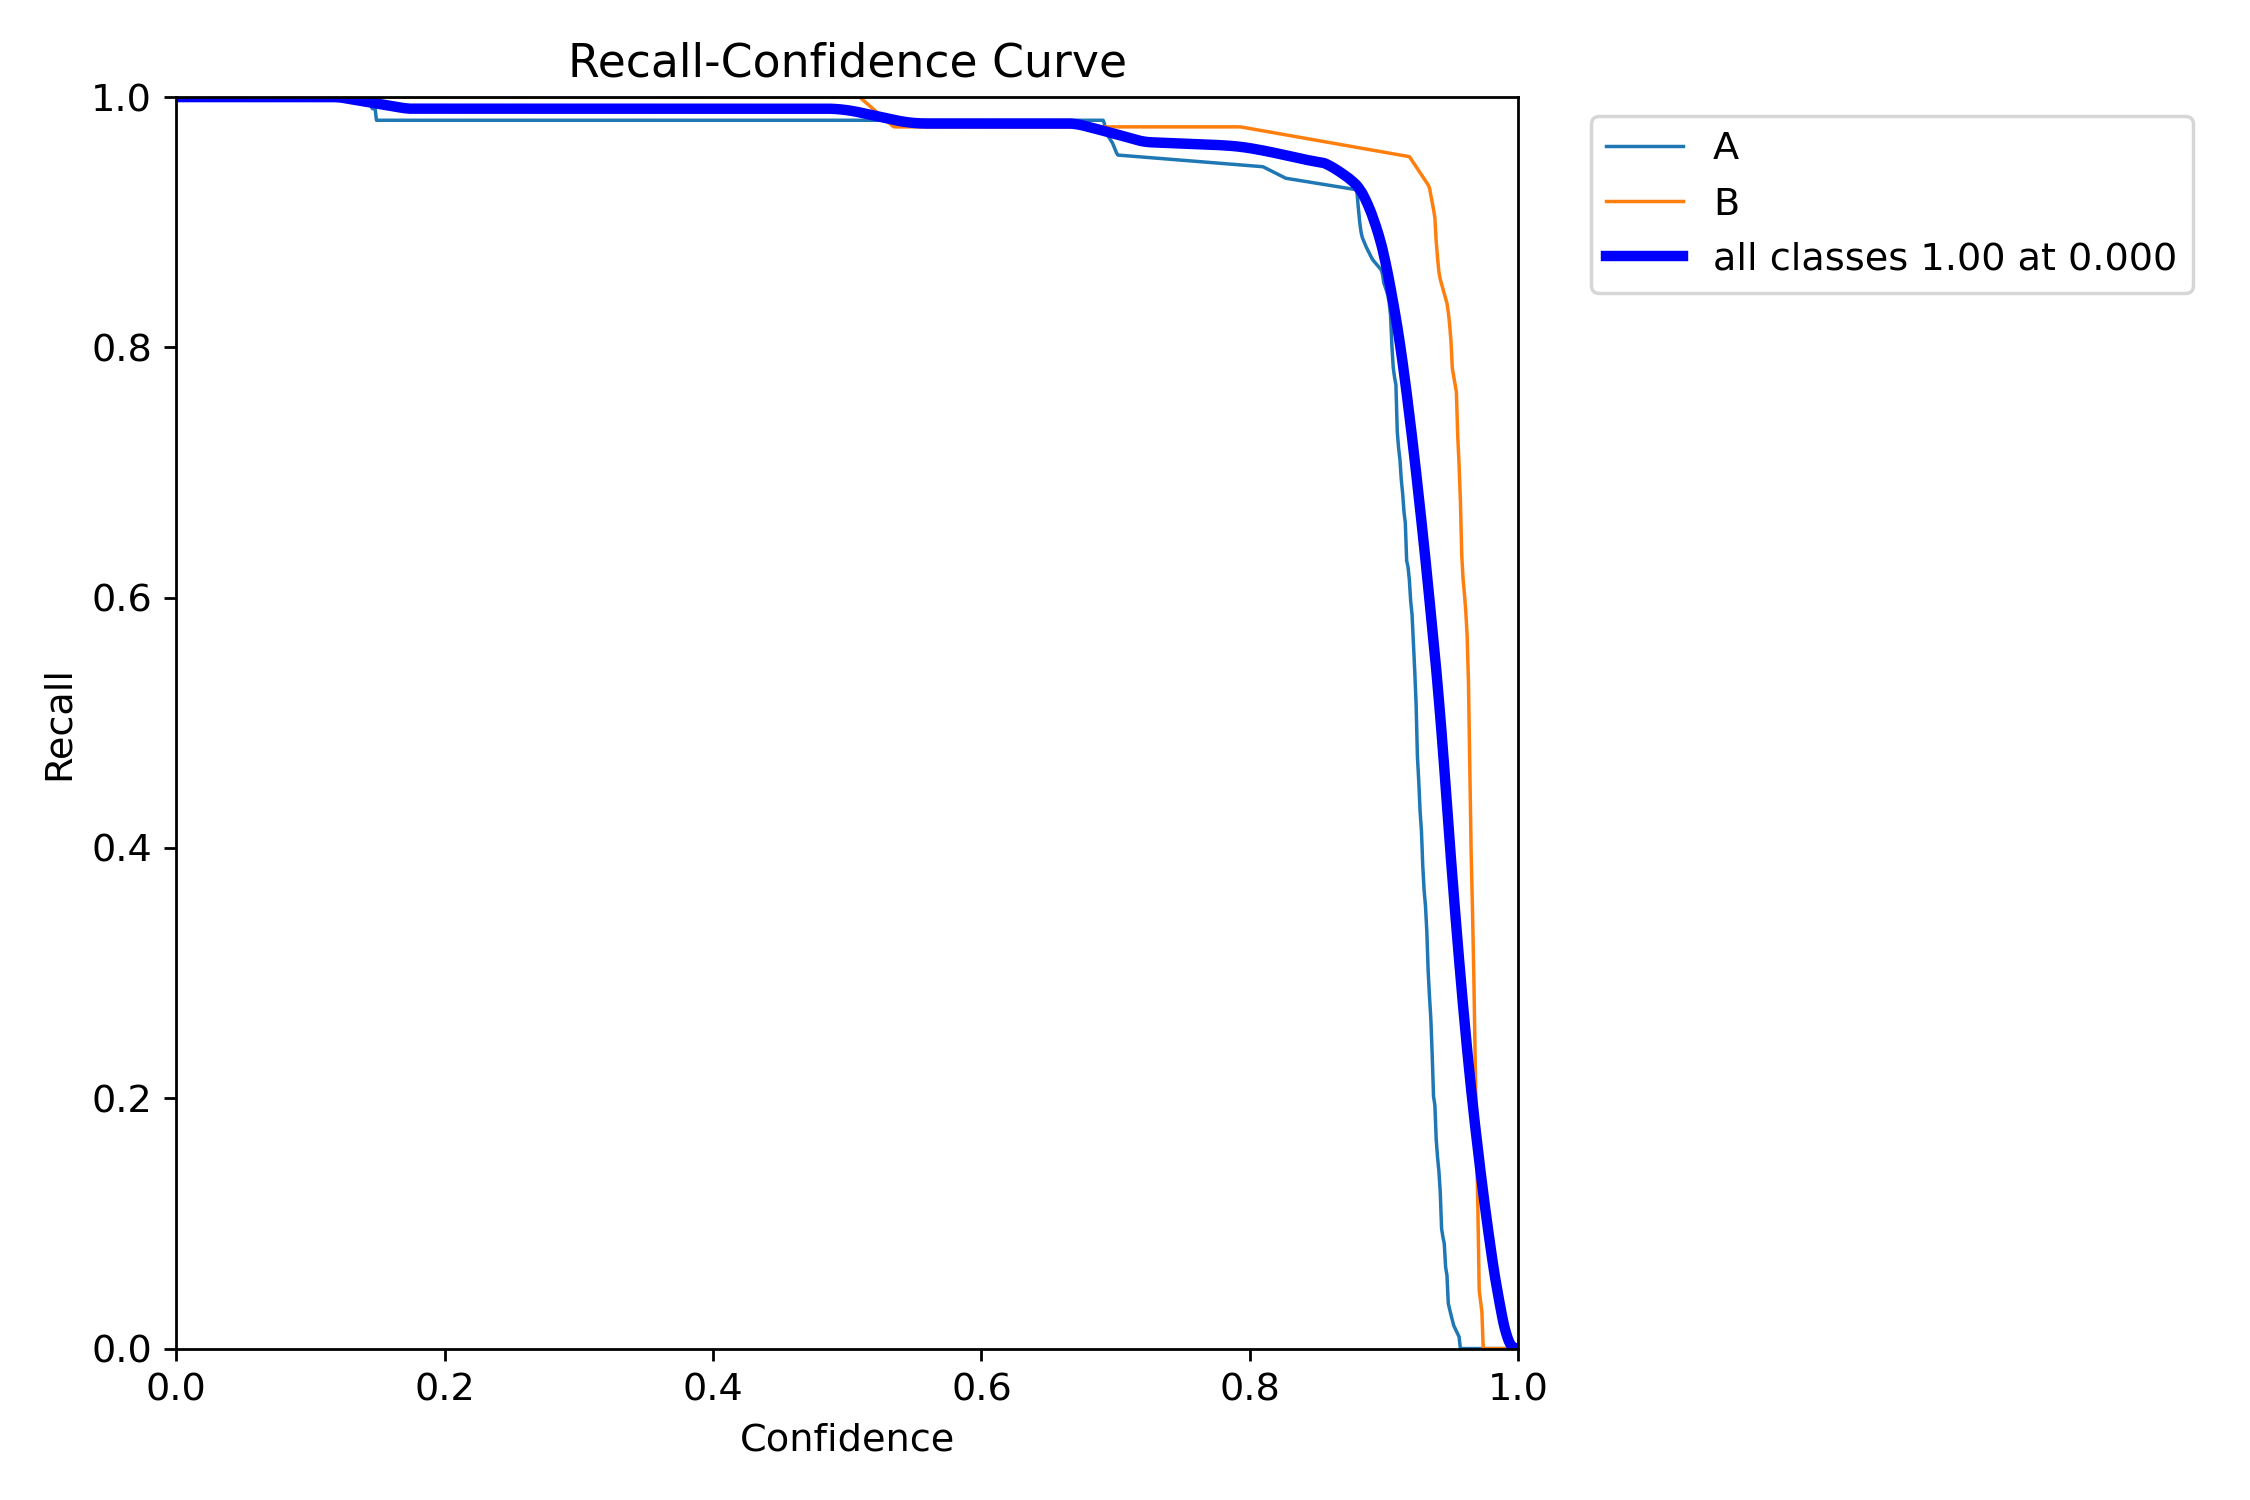 Recall-Confidence Curve
1.0
0.8
0.6
0.4
0.2
0.0
Recall
0.0 0.2 0.4 0.6 0.8 1.0
Confidence
A
B
all classes 1.00 at 0.000